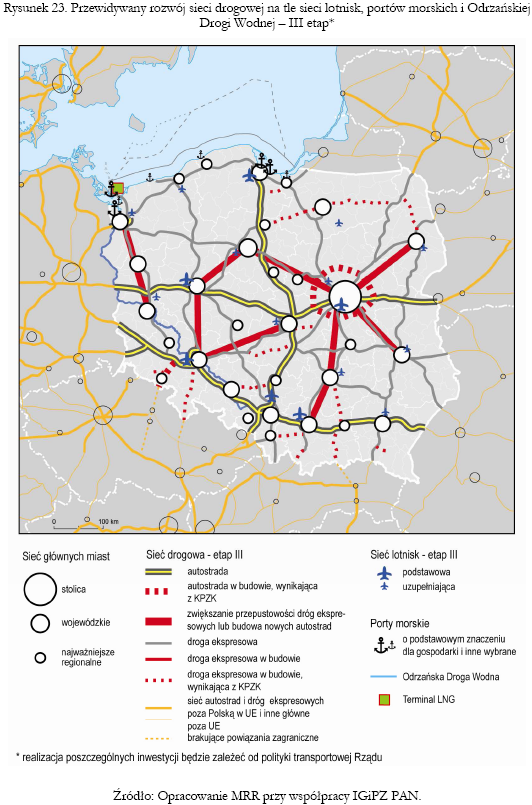 Rysunek 23. Przewidywany rozwój sieci drogowej na tle sieci lotnisk, portów morskich i Odrzańskiej
Drogi Wodnej – III etap*
0 100 km
Sieć głównych miast
stolica
wojewódzkie
najważniejsze
regionalne
Sieć drogowa - etap III
autostrada
autostrada w budowie, wynikająca
z KPZK
zwiększanie przepustowości dróg ekspre-
sowych lub budowa nowych autostrad
droga ekspresowa
droga ekspresowa w budowie
droga ekspresowa w budowie,
wynikająca z KPZK
sieć autostrad i dróg ekspresowych
poza Polską w UE i inne główne
poza UE
brakujące powiązania zagraniczne
Sieć lotnisk - etap III
podstawowa
uzupełniająca
Porty morskie
o podstawowym znaczeniu
dla gospodarki i inne wybrane
Odrzańska Droga Wodna
Terminal LNG
* realizacja poszczególnych inwestycji będzie zależeć od polityki transportowej Rządu
Źródło: Opracowanie MRR przy współpracy IGiPZ PAN.